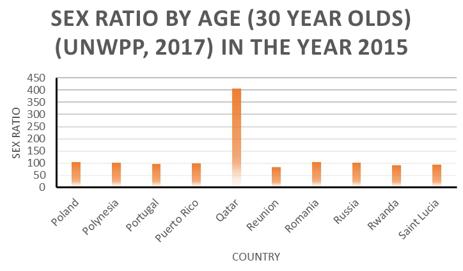 SEX RATIO BY AGE (30 YEAR OLDS)
(UNWPP, 2017) IN THE YEAR 2015
SEX RATIO
450
400
350
300
250
200
150
100
50
0
Poland
Polynesia
Portugal
Puerto Rico
Qatar
Reunion
Romania
Russia
Rwanda
Saint Lucia
COUNTRY